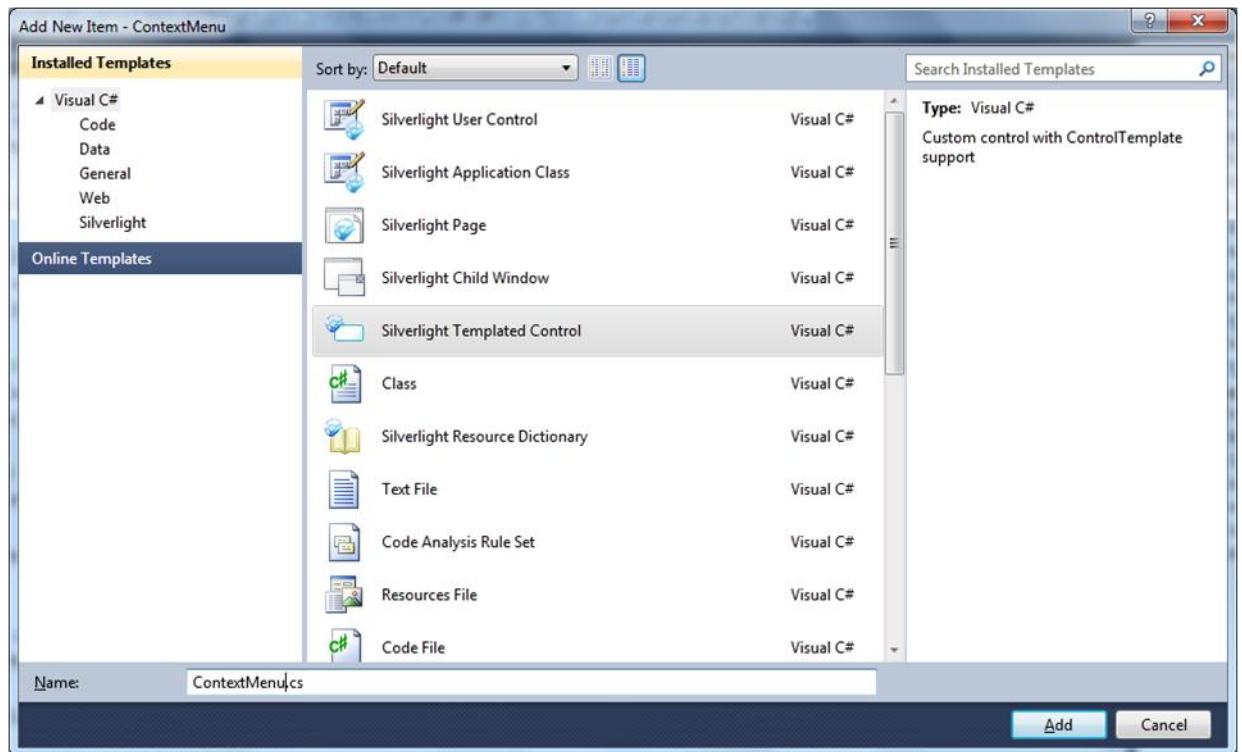 Add New Item - ContextMenu
Installed Templates
Visual C#
Code
Data
General
Web
Silverlight
Online Templates
Sort by: Default
Silverlight User Control Visual C#
Silverlight Application Class Visual C#
Silverlight Page Visual C#
Silverlight Child Window Visual C#
Silverlight Templated Control Visual C#
Class Visual C#
Silverlight Resource Dictionary Visual C#
Text File Visual C#
Code Analysis Rule Set Visual C#
Resources File Visual C#
Code File Visual C#
Search Installed Templates
Type: Visual C#
Custom control with ControlTemplate
support
Name: ContextMenu.cs
Add Cancel